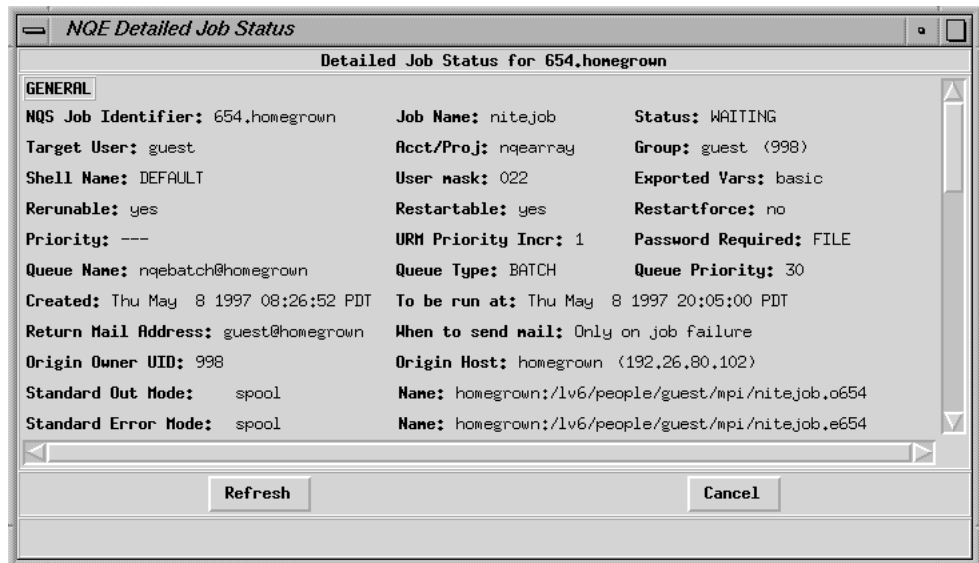 NQE Detailed Job Status
Detailed Job Status for 654.homegrown
GENERAL
NQS Job Identifier: 654.homegrown Job Name: nitejob Status: WAITING
Target User: guest Acct/Proj: nqearray Group: guest (998)
Shell Name: DEFAULT User mask: 022 Exported Vars: basic
Rerunable: yes Restartable: yes Restartforce: no
Priority: --- URM Priority Incr: 1 Password Required: FILE
Queue Name: nqebatch@homegrown Queue Type: BATCH Queue Priority: 30
Created: Thu May 8 1997 08:26:52 PDT To be run at: Thu May 8 1997 20:05:00 PDT
Return Mail Address: guest@homegrown When to send mail: Only on job failure
Origin Owner UID: 998 Origin Host: homegrown (192.26.80.102)
Standard Out Mode: spool Name: homegrown:/lv6/people/guest/mpi/nitejob.o654
Standard Error Mode: spool Name: homegrown:/lv6/people/guest/mpi/nitejob.e654
Refresh Cancel